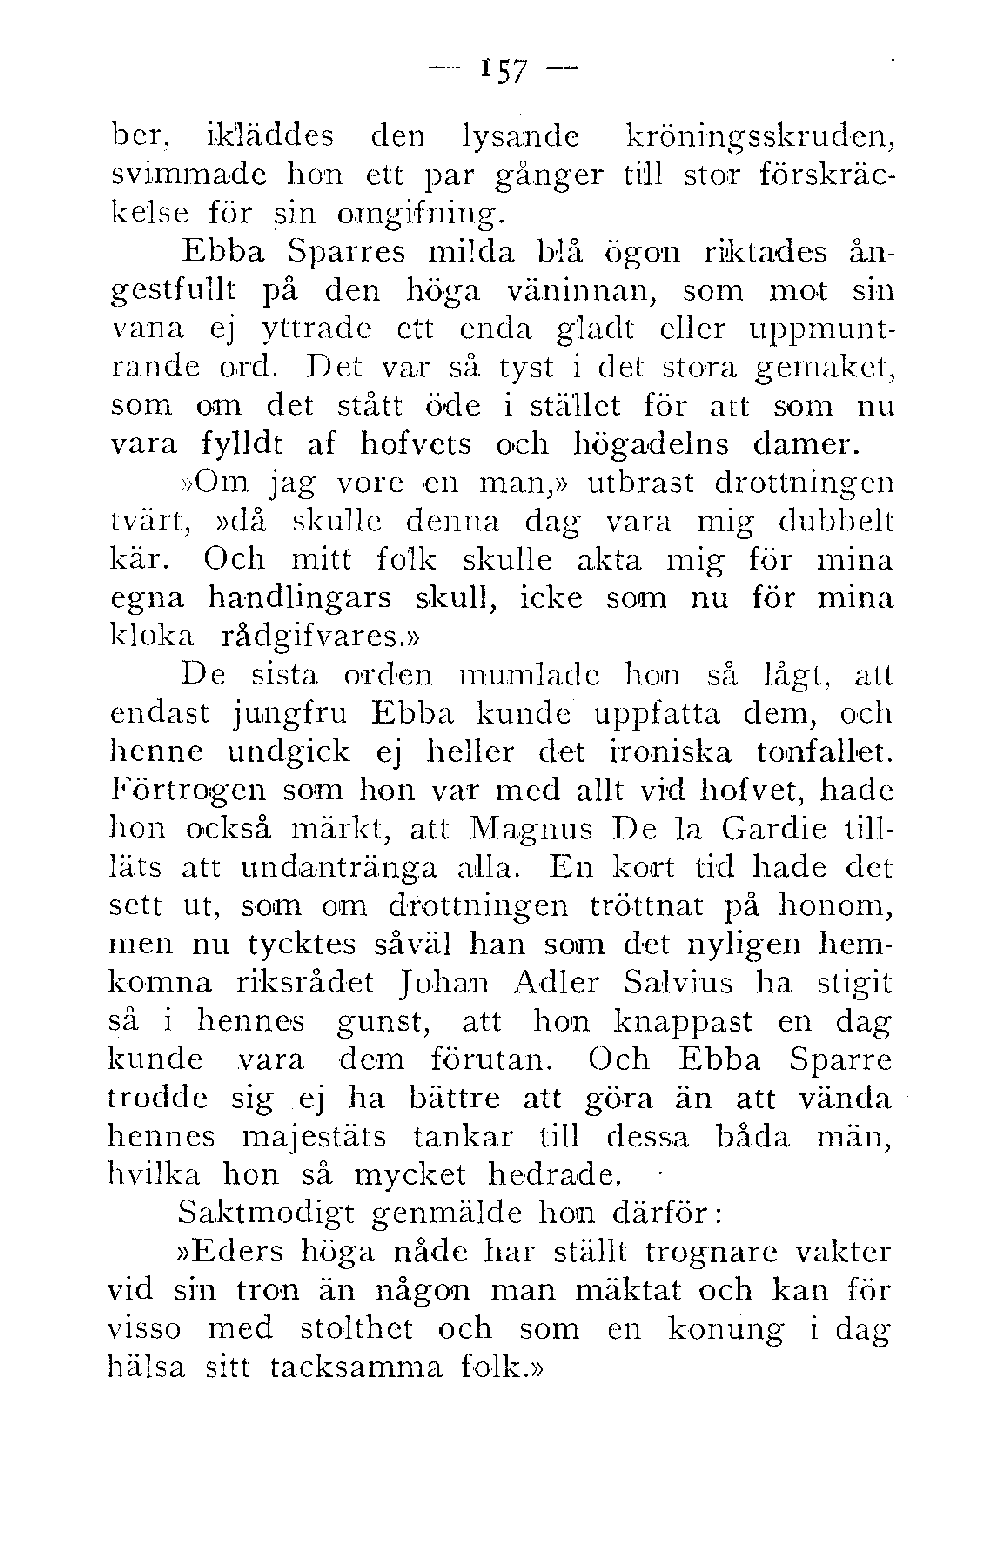 — 157 —
ber, ikläddes den lysande kröningsskruden,
svimmade hon ett par gånger till stor förskräc-
kelse för sin omgifning.
Ebba Sparres milda blå ögon riktades ån-
gestfullt på den höga väninnan, som mot sin
vana ej yttrade ett enda gladt eller uppmunt-
rande ord. Det var så tyst i det stora gemaket,
som om det stått öde i stället för att som nu
vara fylldt af hofvets och högadelns damer.
»Om jag vore en man,» utbrast drottningen
tvärt, »då skulle denna dag vara mig dubbelt
kär. Och mitt folk skulle akta mig för mina
egna handlingars skull, icke som nu för mina
kloka rådgifvares.»
De sista orden mumlade hon så lågt, att
endast jungfru Ebba kunde uppfatta dem, och
henne undgick ej heller det ironiska tonfallet.
Förtrogen som hon var med allt vid hofvet, hade
hon också märkt, att Magnus De la Gardie till-
läts att undantränga alla. En kort tid hade det
sett ut, som om drottningen tröttnat på honom,
men nu tycktes såväl han som det nyligen hem-
komna riksrådet Johan Adler Salvius ha stigit
så i hennes gunst, att hon knappast en dag
kunde vara dem förutan. Och Ebba Sparre
trodde sig ej ha bättre att göra än att vända
hennes majestäts tankar till dessa båda män,
hvilka hon så mycket hedrade.
Saktmodigt genmälde hon därför:
»Eders höga nåde har ställt trognare vakter
vid sin tron än någon man mäktat och kan för
visso med stolthet och som en konung i dag
hälsa sitt tacksamma folk.»